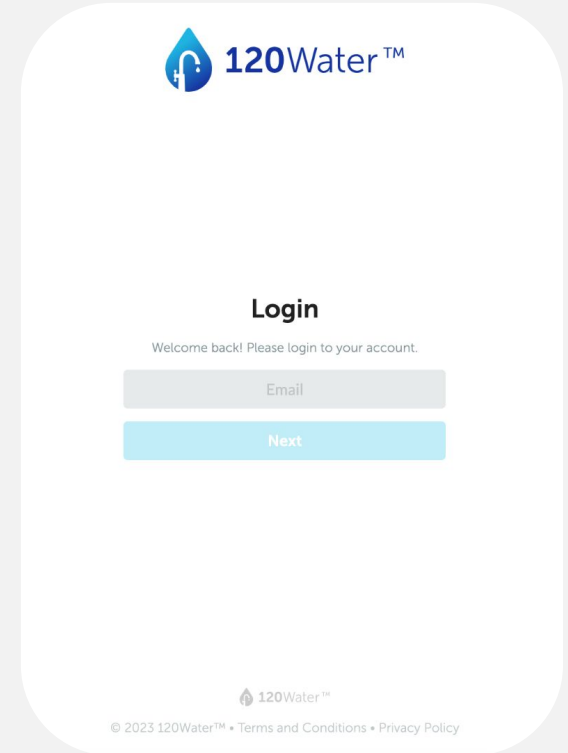 120Water™
Login
Welcome back! Please login to your account.
Email
Next
120Water™
© 2023 120Water™ • Terms and Conditions • Privacy Policy